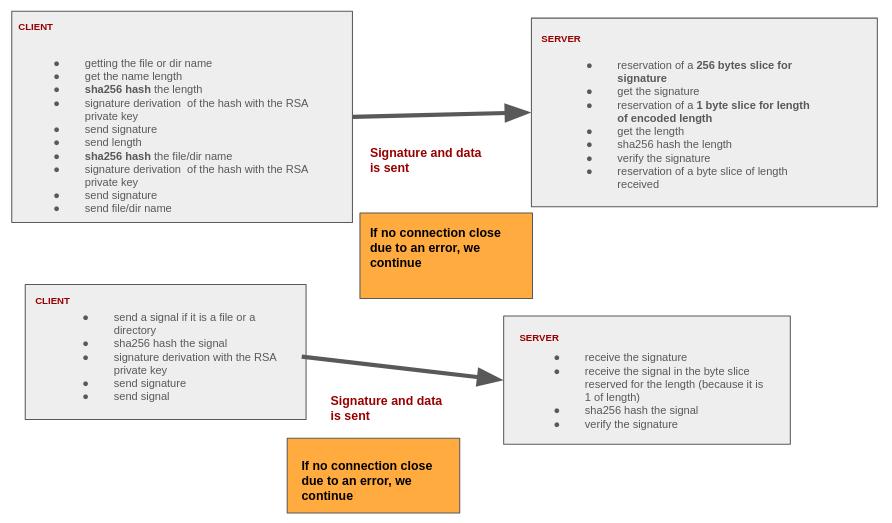 CLIENT
● getting the file or dir name
● get the name length
● sha256 hash the length
● signature derivation  of the hash with the RSA
private key
● send signature
● send length
● sha256 hash the file/dir name
● signature derivation  of the hash with the RSA
private key
● send signature
● send file/dir name
Signature and data
is sent
SERVER
● reservation of a 256 bytes slice for
signature
● get the signature
● reservation of a 1 byte slice for length
of encoded length
● get the length
● sha256 hash the length
● verify the signature
● reservation of a byte slice of length
received
If no connection close
due to an error, we
continue
CLIENT
● send a signal if it is a file or a
directory
● sha256 hash the signal
● signature derivation with the RSA
private key
● send signature
● send signal
Signature and data
is sent
SERVER
● receive the signature
● receive the signal in the byte slice
reserved for the length (because it is
1 of length)
● sha256 hash the signal
● verify the signature
If no connection close
due to an error, we
continue